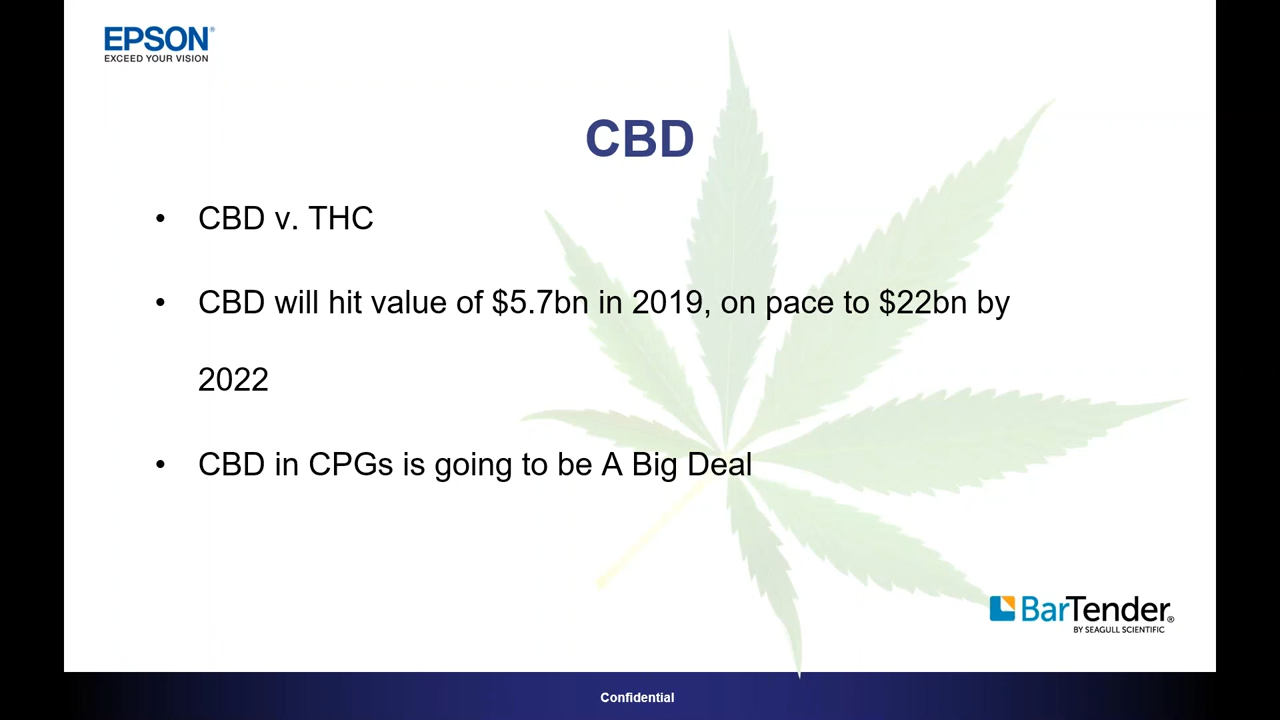 EPSON®
EXCEED YOUR VISION
CBD
• CBD v. THC
• CBD will hit value of $5.7bn in 2019, on pace to $22bn by
2022
• CBD in CPGs is going to be A Big Deal
BarTender®
BY SEAGULL SCIENTIFIC
Confidential